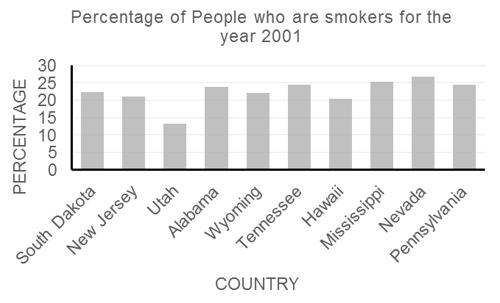 Percentage of People who are smokers for the
year 2001
PERCENTAGE
30
25
20
15
10
5
0
South Dakota
New Jersey
Utah
Alabama
Wyoming
Tennessee
Hawaii
Mississippi
Nevada
Pennsylvania
COUNTRY